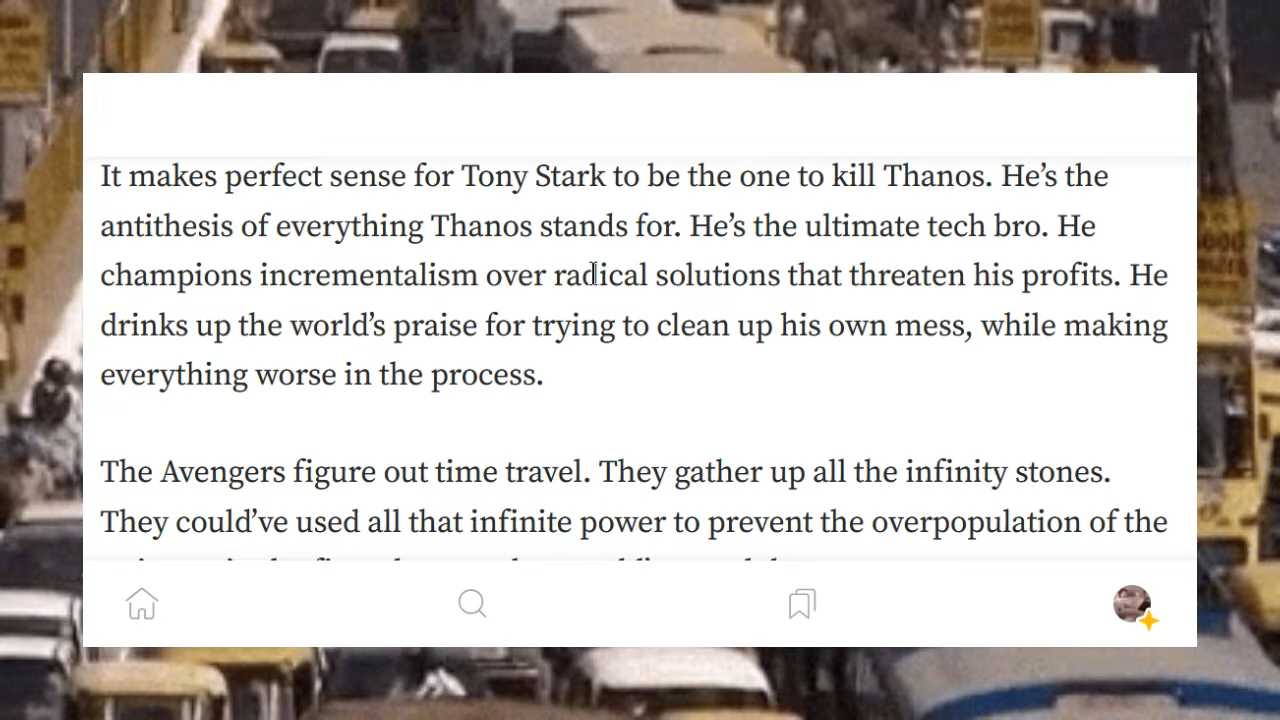 It makes perfect sense for Tony Stark to be the one to kill Thanos. He’s the
antithesis of everything Thanos stands for. He’s the ultimate tech bro. He
champions incrementalism over radical solutions that threaten his profits. He
drinks up the world’s praise for trying to clean up his own mess, while making
everything worse in the process.
The Avengers figure out time travel. They gather up all the infinity stones.
They could’ve used all that infinite power to prevent the overpopulation of the